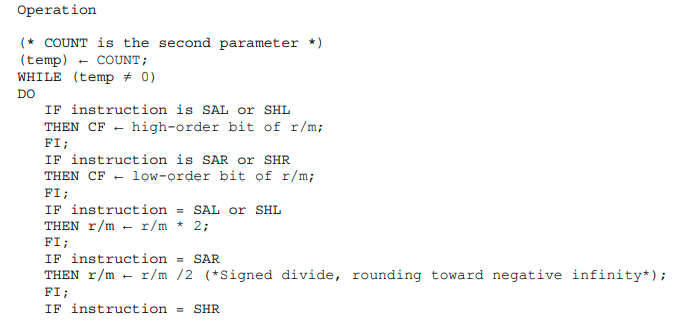 Operation
(* COUNT is the second parameter *)
(temp) ← COUNT;
WHILE (temp ≠ 0)
DO
IF instruction is SAL or SHL
THEN CF ← high-order bit of r/m;
FI;
IF instruction is SAR or SHR
THEN CF ← low-order bit of r/m;
FI;
IF instruction = SAL or SHL
THEN r/m ← r/m * 2;
FI;
IF instruction = SAR
THEN r/m ← r/m /2 (*Signed divide, rounding toward negative infinity*);
FI;
IF instruction = SHR